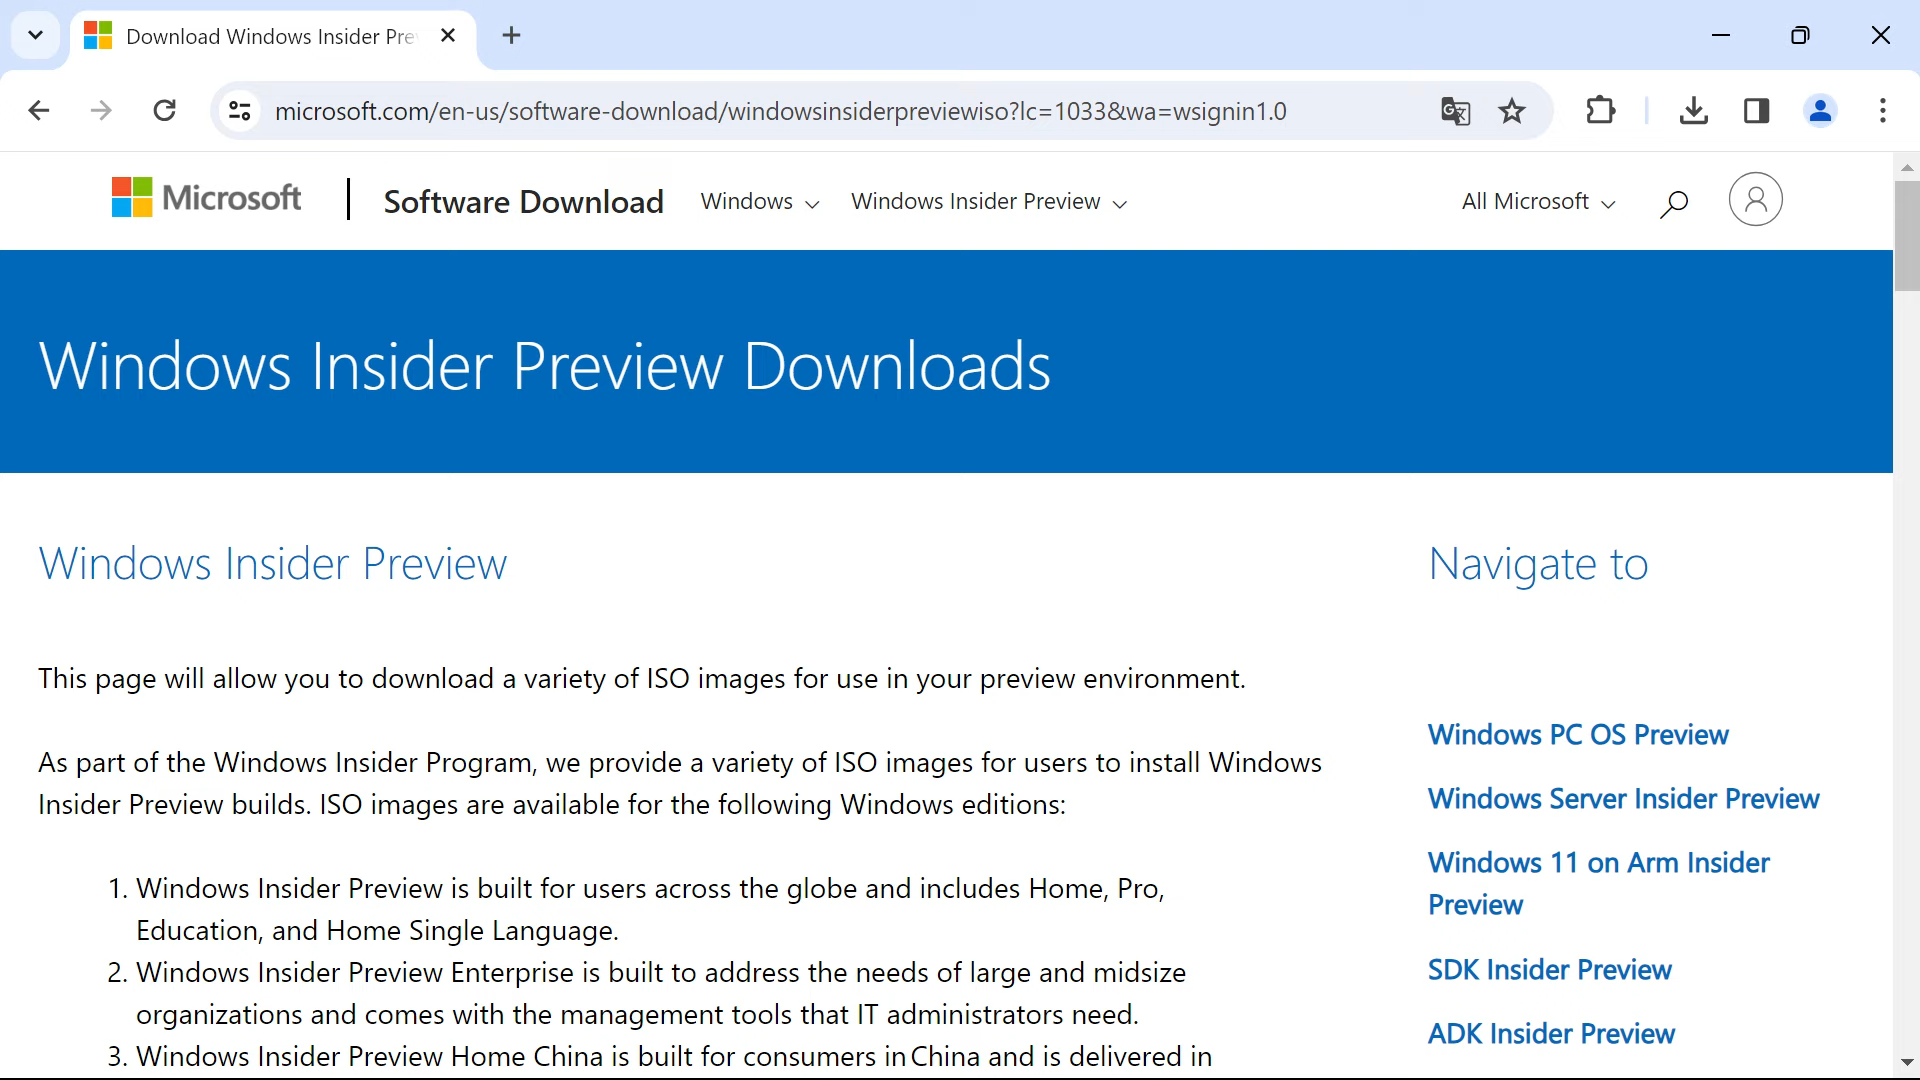 Download Windows Insider Pre
microsoft.com/en-us/software-download/windowsinsiderpreviewiso?lc=1033&wa=wsignin1.0
Microsoft
Software Download
Windows
Windows Insider Preview
All Microsoft
Windows Insider Preview Downloads
Windows Insider Preview
This page will allow you to download a variety of ISO images for use in your preview environment.
As part of the Windows Insider Program, we provide a variety of ISO images for users to install Windows
Insider Preview builds. ISO images are available for the following Windows editions:
1. Windows Insider Preview is built for users across the globe and includes Home, Pro,
Education, and Home Single Language.
2. Windows Insider Preview Enterprise is built to address the needs of large and midsize
organizations and comes with the management tools that IT administrators need.
3. Windows Insider Preview Home China is built for consumers in China and is delivered in
Navigate to
Windows PC OS Preview
Windows Server Insider Preview
Windows 11 on Arm Insider
Preview
SDK Insider Preview
ADK Insider Preview